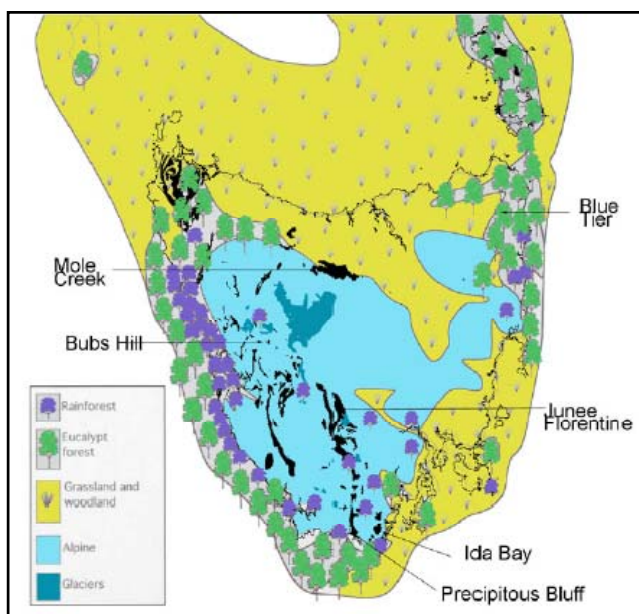 Blue
Tier
Mole
Creek
Bubs Hill
Junee
Florentine
Rainforest
Eucalypt
forest
Grassland and
woodland
Alpine
Glaciers
Ida Bay
Precipitous Bluff